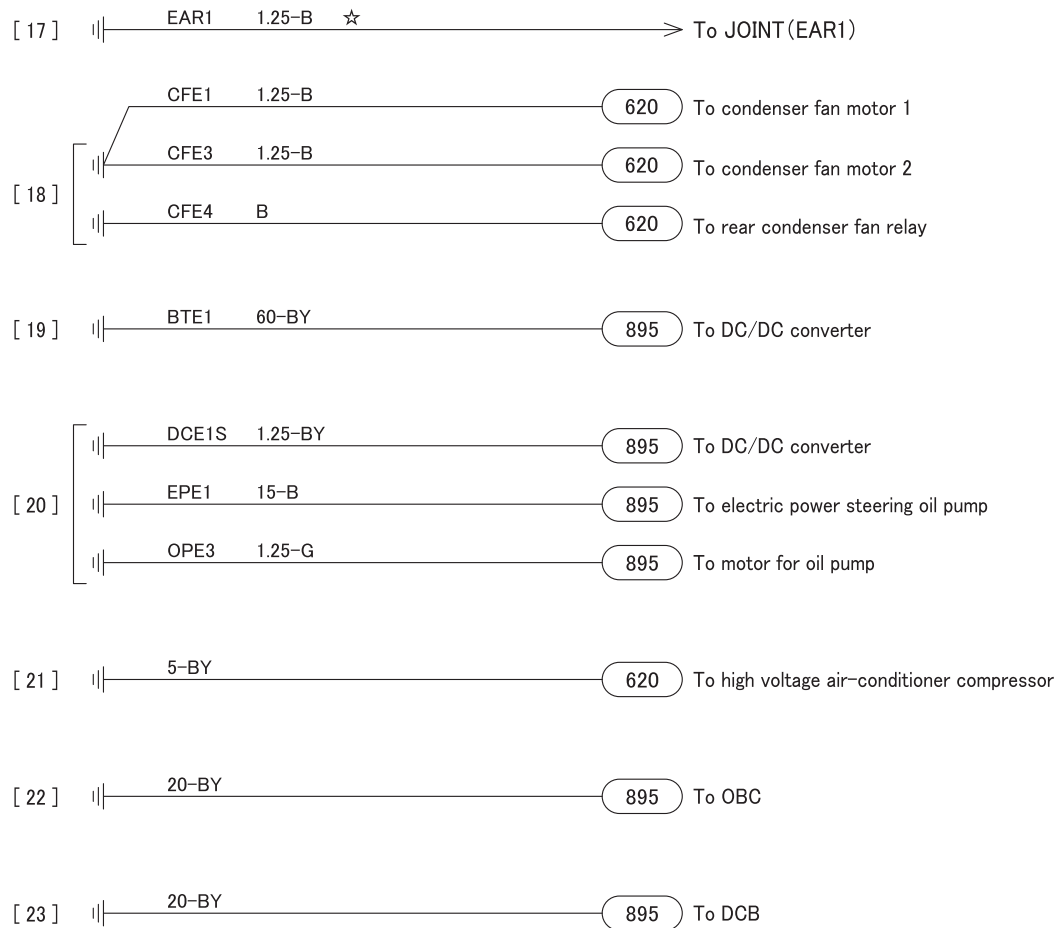 [17] EAR1 1.25-B ☆ To JOINT(EAR1)
CFE1 1.25-B 620 To condenser fan motor 1
[18] CFE3 1.25-B 620 To condenser fan motor 2
CFE4 B 620 To rear condenser fan relay
[19] BTE1 60-BY 895 To DC/DC converter
DCE1S 1.25-BY 895 To DC/DC converter
[20] EPE1 15-B 895 To electric power steering oil pump
OPE3 1.25-G 895 To motor for oil pump
[21] 5-BY 620 To high voltage air-conditioner compressor
[22] 20-BY 895 To OBC
[23] 20-BY 895 To DCB